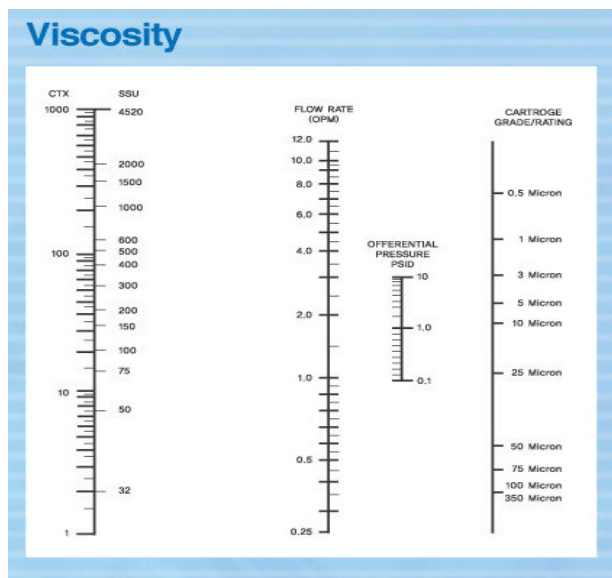 Viscosity
CTX
SSU
1000
4520
2000
1500
1000
600
500
100
400
300
200
150
100
75
10
50
32
1
FLOW RATE
(OPM)
12.0
10.0
8.0
6.0
4.0
2.0
1.0
0.5
0.25
OFFERENTIAL
PRESSURE
PSID
10
1.0
0.1
CARTROGE
GRADE/RATING
0.5 Micron
1 Micron
3 Micron
5 Micron
10 Micron
25 Micron
50 Micron
75 Micron
100 Micron
350 Micron